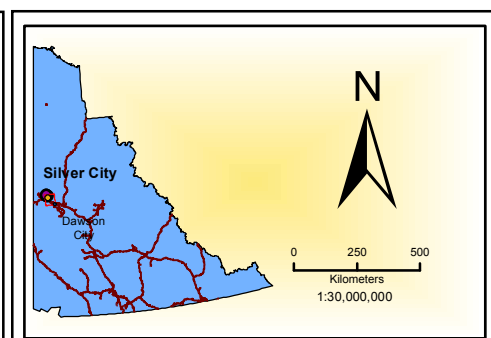 N
Silver City
Dawson
City
0 250 500
Kilometers
1:30,000,000